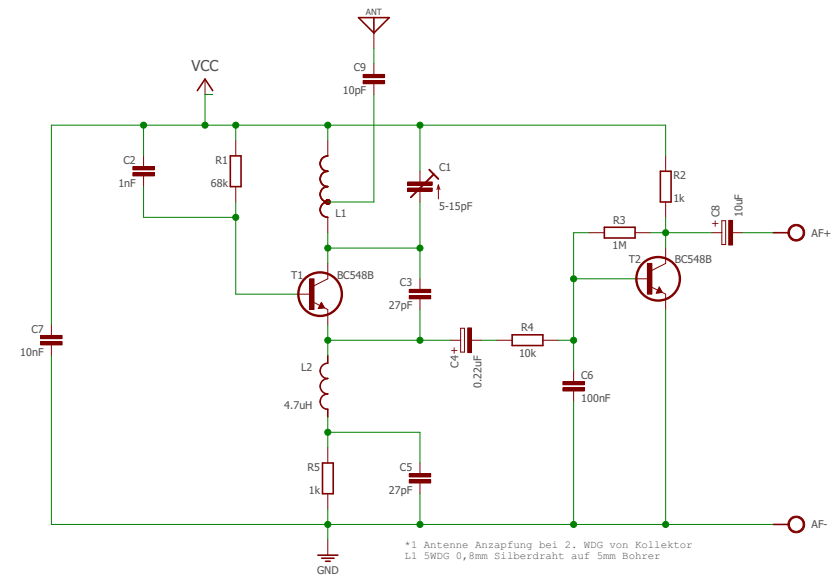 ANT
VCC
C9
10pF
C2
1nF
R1
68k
L1
C1
5-15pF
R2
1k
C8
+
10uF
R3
1M
AF+
T1
BC548B
T2
BC548B
C3
27pF
C7
10nF
C4
+
0.22uF
R4
10k
L2
4.7uH
C6
100nF
R5
1k
C5
27pF
AF-
GND
*1 Antenne Anzapfung bei 2. WDG von Kollektor
L1 5WDG 0,8mm Silberdraht auf 5mm Bohrer